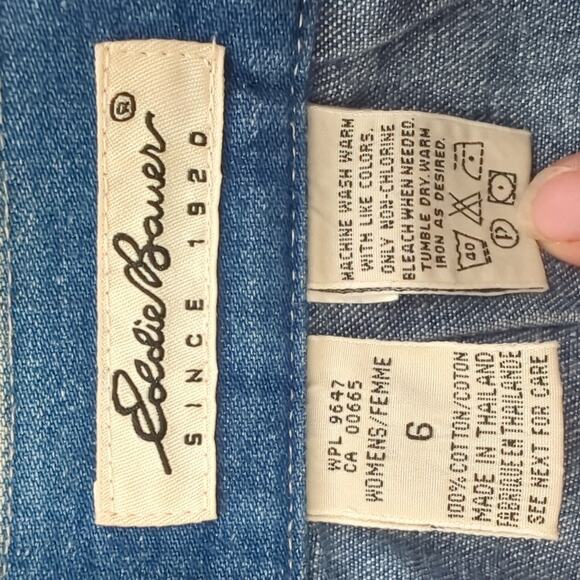 Eddie Bauer®
SINCE 1920
MACHINE WASH WARM
WITH LIKE COLORS.
ONLY NON-CHLORINE
BLEACH WHEN NEEDED.
TUMBLE DRY. WARM
IRON AS DESIRED.
40
P
WPL 9647
CA 00665
WOMENS/FEMME
6
100% COTTON/COTON
MADE IN THAILAND
FABRIQUE EN THAILANDE
SEE NEXT FOR CARE